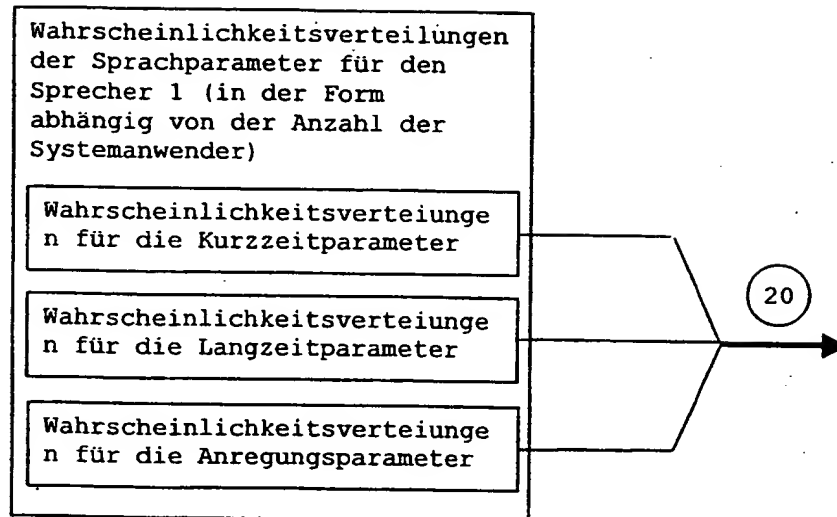 Wahrscheinlichkeitsverteilungen
der Sprachparameter für den
Sprecher 1 (in der Form
abhängig von der Anzahl der
Systemanwender)
Wahrscheinlichkeitsverteiunge
n für die Kurzzeitparameter
20
Wahrscheinlichkeitsverteiunge
n für die Langzeitparameter
Wahrscheinlichkeitsverteiunge
n für die Anregungsparameter